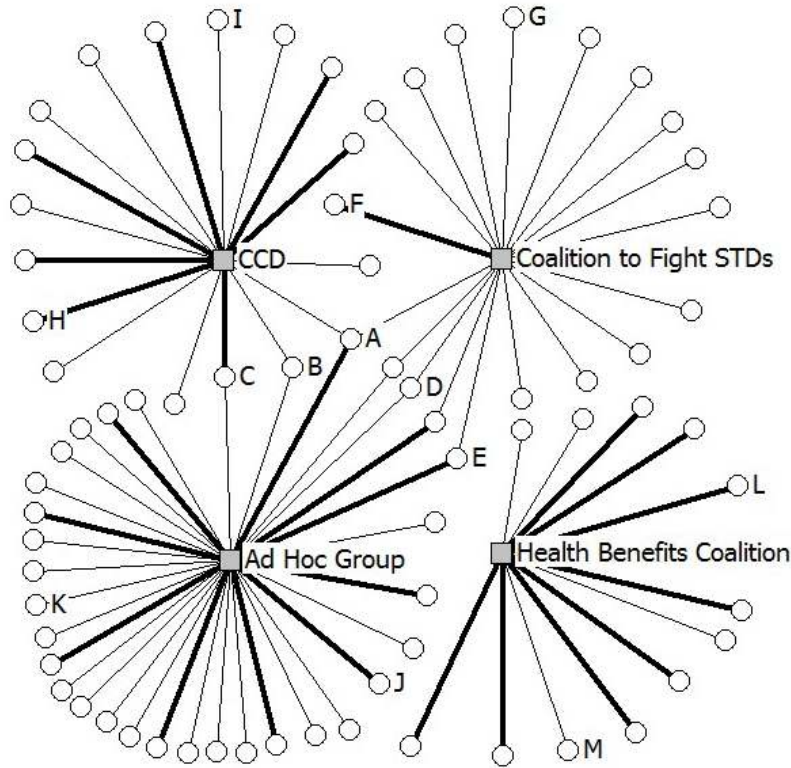 I
G
F
CCD
Coalition to Fight STDs
H
A
B
C
D
E
L
Ad Hoc Group
Health Benefits Coalition
K
J
M